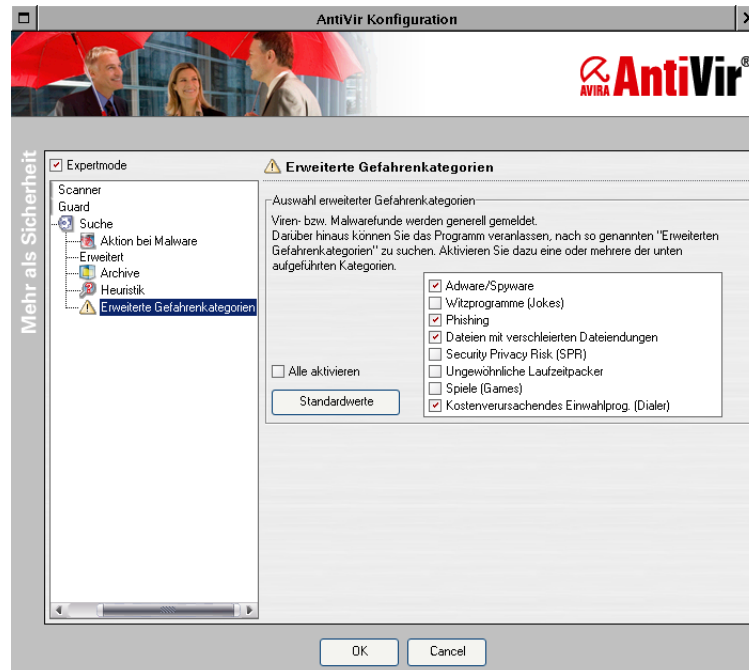 AntiVir Konfiguration
AVIRA AntiVir®
Mehr als Sicherheit
Expertmode
Scanner
Guard
Suche
Aktion bei Malware
Erweitert
Archive
Heuristik
Erweiterte Gefahrenkategorien
Erweiterte Gefahrenkategorien
Auswahl erweiterter Gefahrenkategorien
Viren- bzw. Malwarefunde werden generell gemeldet.
Darüber hinaus können Sie das Programm veranlassen, nach so genannten "Erweiterten
Gefahrenkategorien" zu suchen. Aktivieren Sie dazu eine oder mehrere der unten
aufgeführten Kategorien.
Adware/Spyware
Witzprogramme (Jokes)
Phishing
Dateien mit verschleierten Dateiendungen
Security Privacy Risk (SPR)
Ungewöhnliche Laufzeitpacker
Spiele (Games)
Kostenverursachendes Einwahlprog. (Dialer)
Alle aktivieren
Standardwerte
OK
Cancel